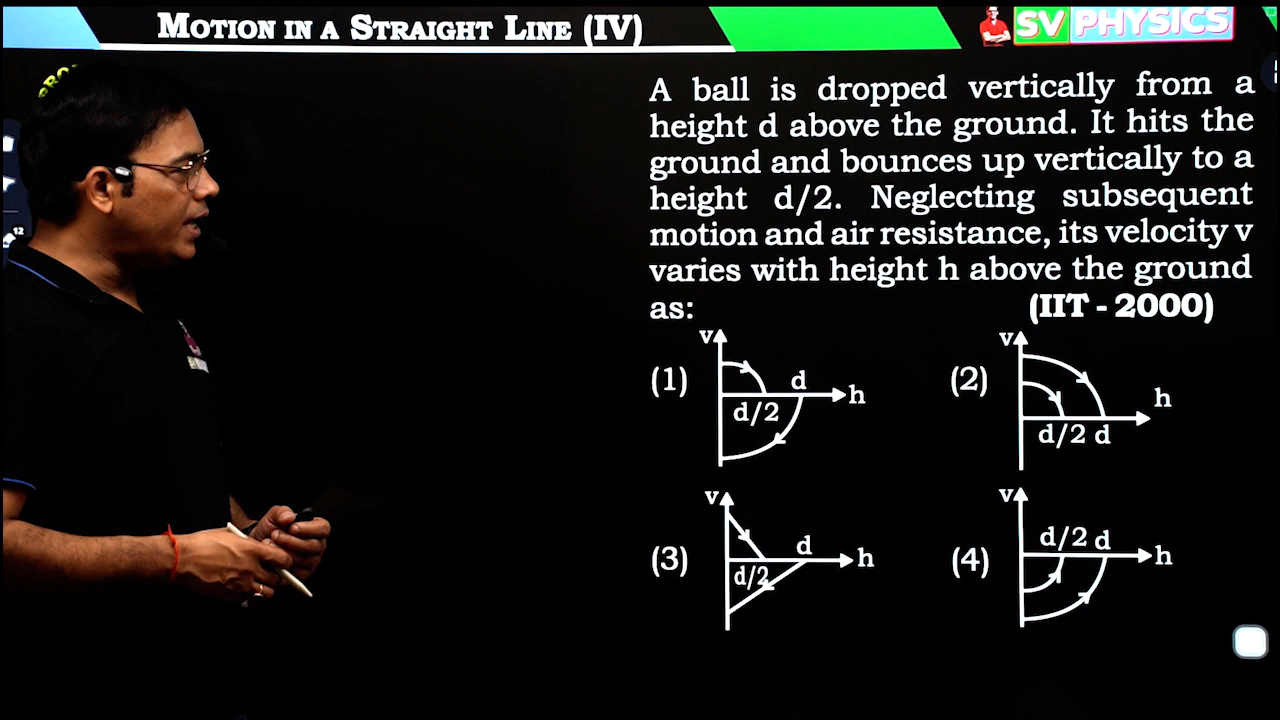 MOTION IN A STRAIGHT LINE (IV)
SV PHYSICS
A ball is dropped vertically from a
height d above the ground. It hits the
ground and bounces up vertically to a
height d/2. Neglecting subsequent
motion and air resistance, its velocity v
varies with height h above the ground
as: (IIT - 2000)
(1) v d d/2 h
(2) v h d/2 d
(3) v d d/2 h
(4) v d/2 d h
12